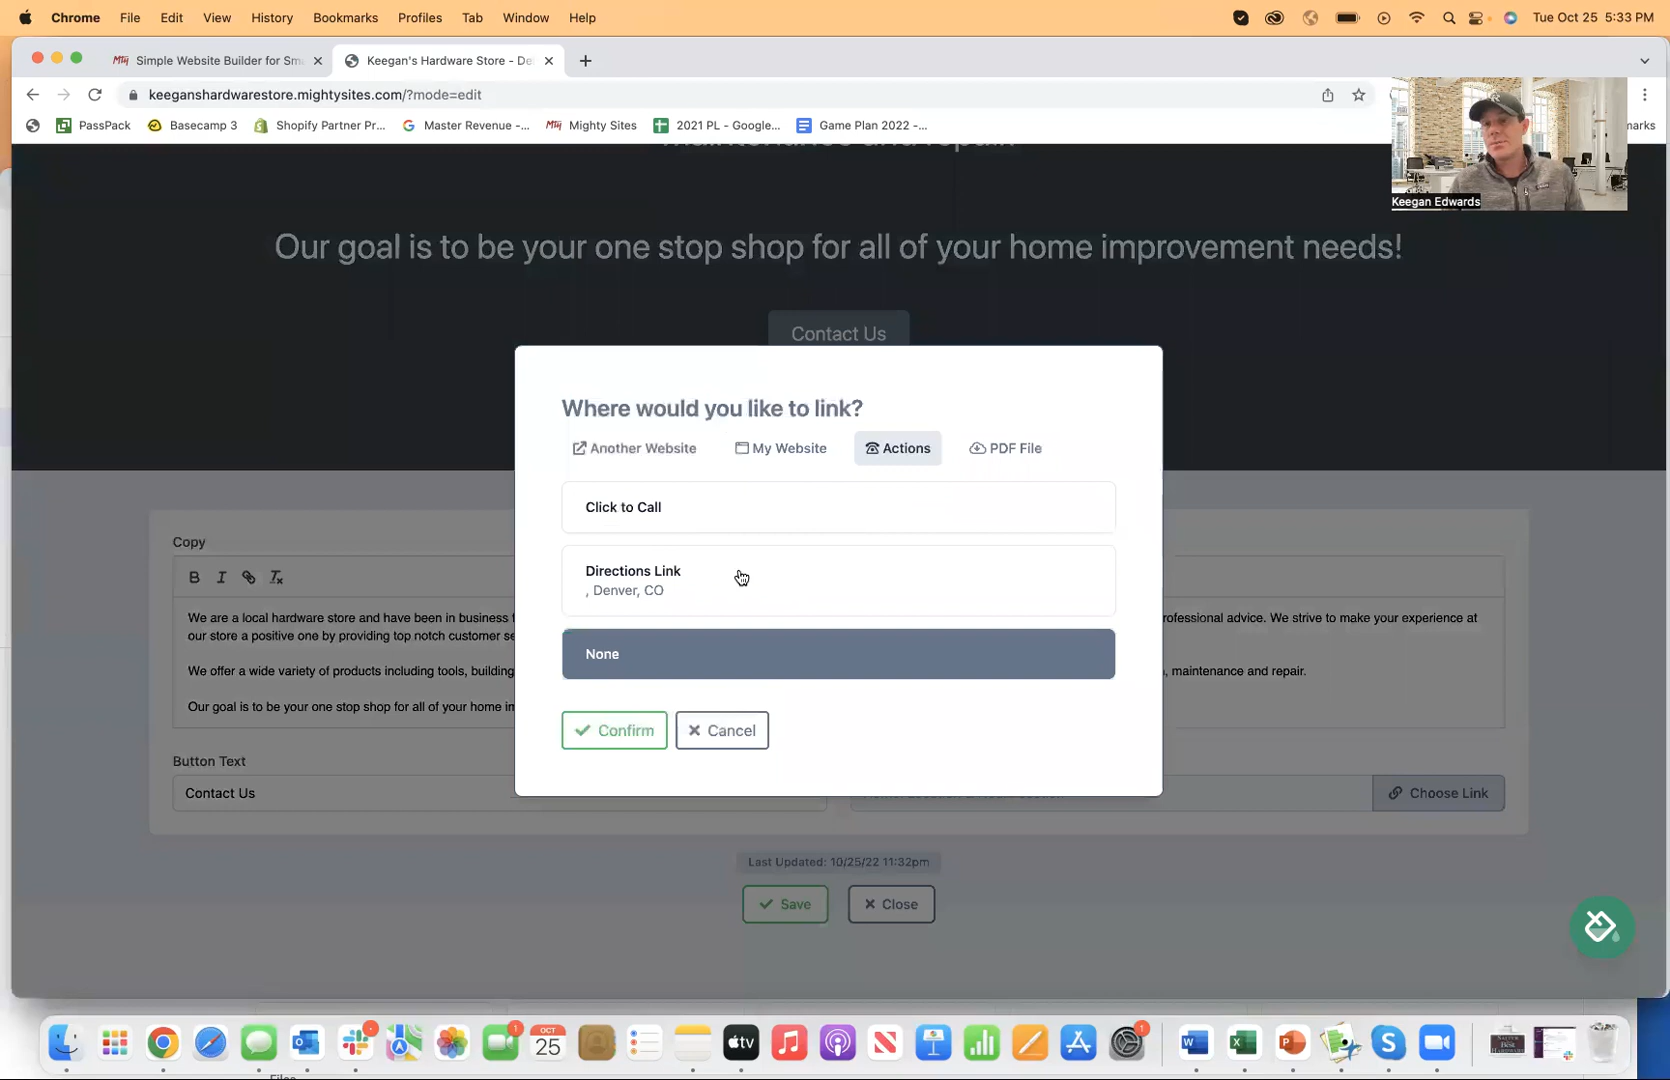 Chrome File Edit View History Bookmarks Profiles Tab Window Help
Tue Oct 25 5:33 PM
Mty Simple Website Builder for Sm
Keegan's Hardware Store - De
keeganshardwarestore.mightysites.com/?mode=edit
PassPack Basecamp 3 Shopify Partner Pr... Master Revenue -... Mty Mighty Sites 2021 PL - Google... Game Plan 2022 -...
marks
Keegan Edwards
maintenance and repair.
Our goal is to be your one stop shop for all of your home improvement needs!
Contact Us
Where would you like to link?
Another Website My Website Actions PDF File
Click to Call
Directions Link
, Denver, CO
None
Confirm Cancel
Copy
B I
We are a local hardware store and have been in business
rofessional advice. We strive to make your experience at
our store a positive one by providing top notch customer se
We offer a wide variety of products including tools, building
, maintenance and repair.
Our goal is to be your one stop shop for all of your home im
Button Text
Contact Us
Choose Link
Last Updated: 10/25/22 11:32pm
Save Close
OCT
25
1
tv
1
Files